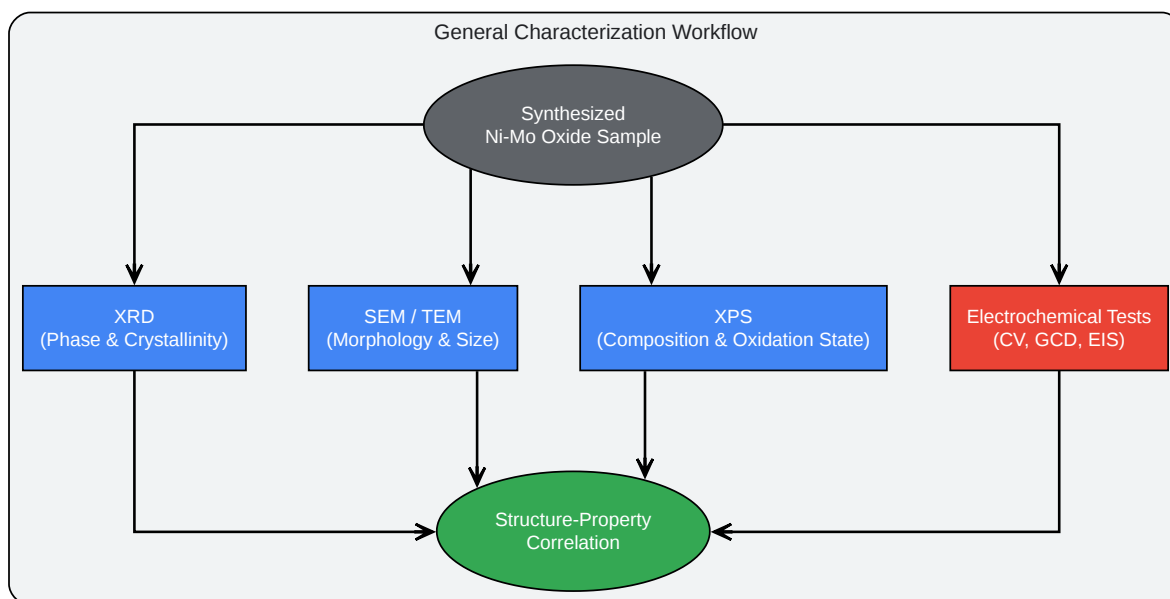 General Characterization Workflow
Synthesized
Ni-Mo Oxide Sample
XRD
(Phase & Crystallinity)
SEM / TEM
(Morphology & Size)
XPS
(Composition & Oxidation State)
Electrochemical Tests
(CV, GCD, EIS)
Structure-Property
Correlation